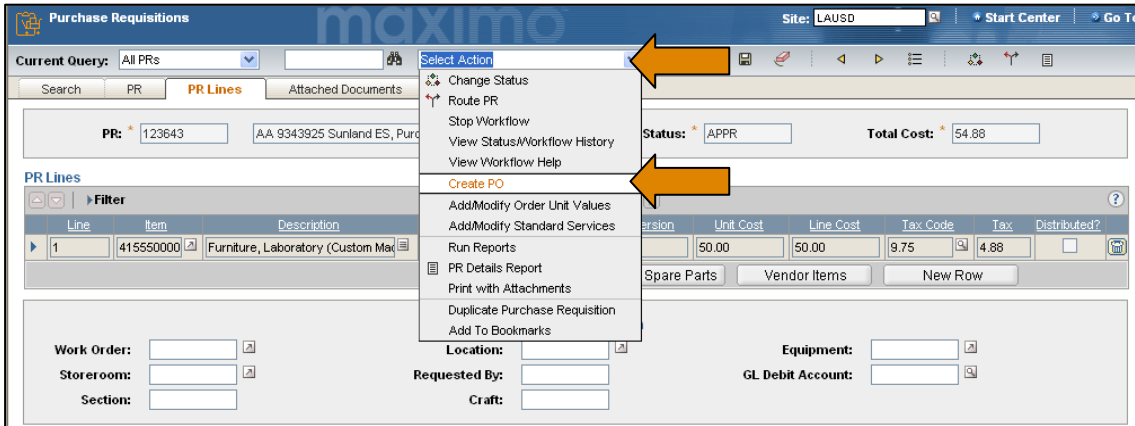 Purchase Requisitions
maximo
Site: LAUSD
Start Center
Go T
Current Query: All PRs
Select Action
Search PR PR Lines Attached Documents
Change Status
Route PR
Stop Workflow
View Status/Workflow History
View Workflow Help
Create PO
Add/Modify Order Unit Values
Add/Modify Standard Services
Run Reports
PR Details Report
Print with Attachments
Duplicate Purchase Requisition
Add To Bookmarks
PR: * 123643 AA 9343925 Sunland ES, Purc Status: * APPR Total Cost: * 54.88
PR Lines
Filter
Line Item Description ersion Unit Cost Line Cost Tax Code Tax Distributed?
1 415550000 Furniture, Laboratory (Custom Mac 50.00 50.00 9.75 4.88
Spare Parts Vendor Items New Row
Work Order: Location: Equipment:
Storeroom: Requested By: GL Debit Account:
Section: Craft: